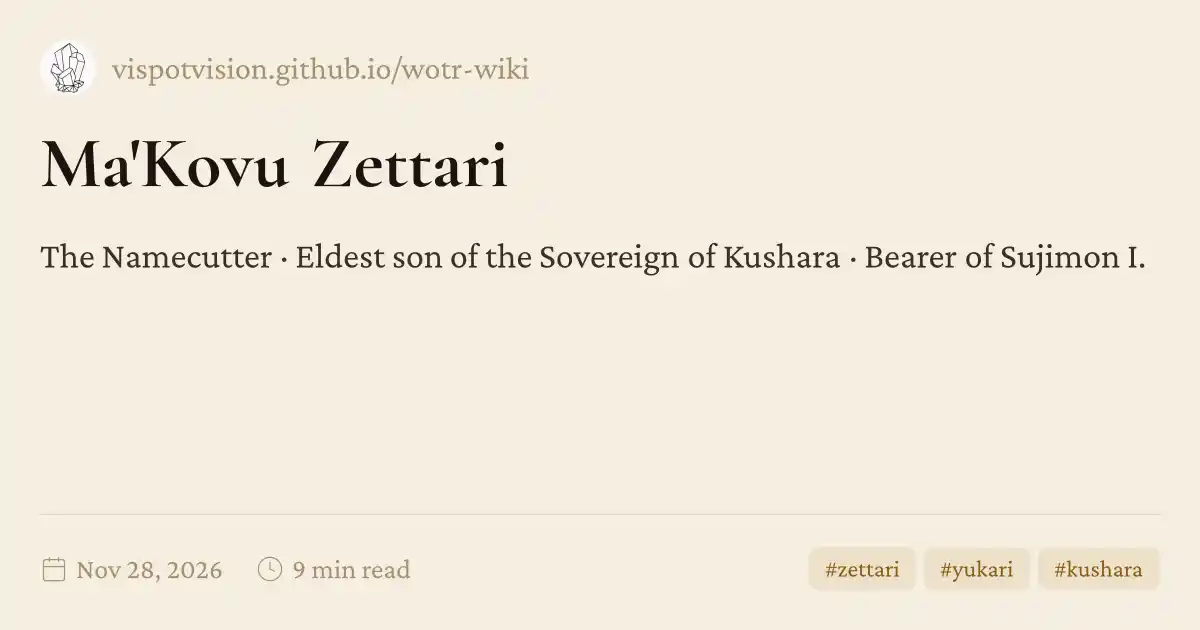 vispotvision.github.io/wotr-wiki
Ma'Kovu Zettari
The Namecutter · Eldest son of the Sovereign of Kushara · Bearer of Sujimon I.
Nov 28, 2026 9 min read #zettari #yukari #kushara